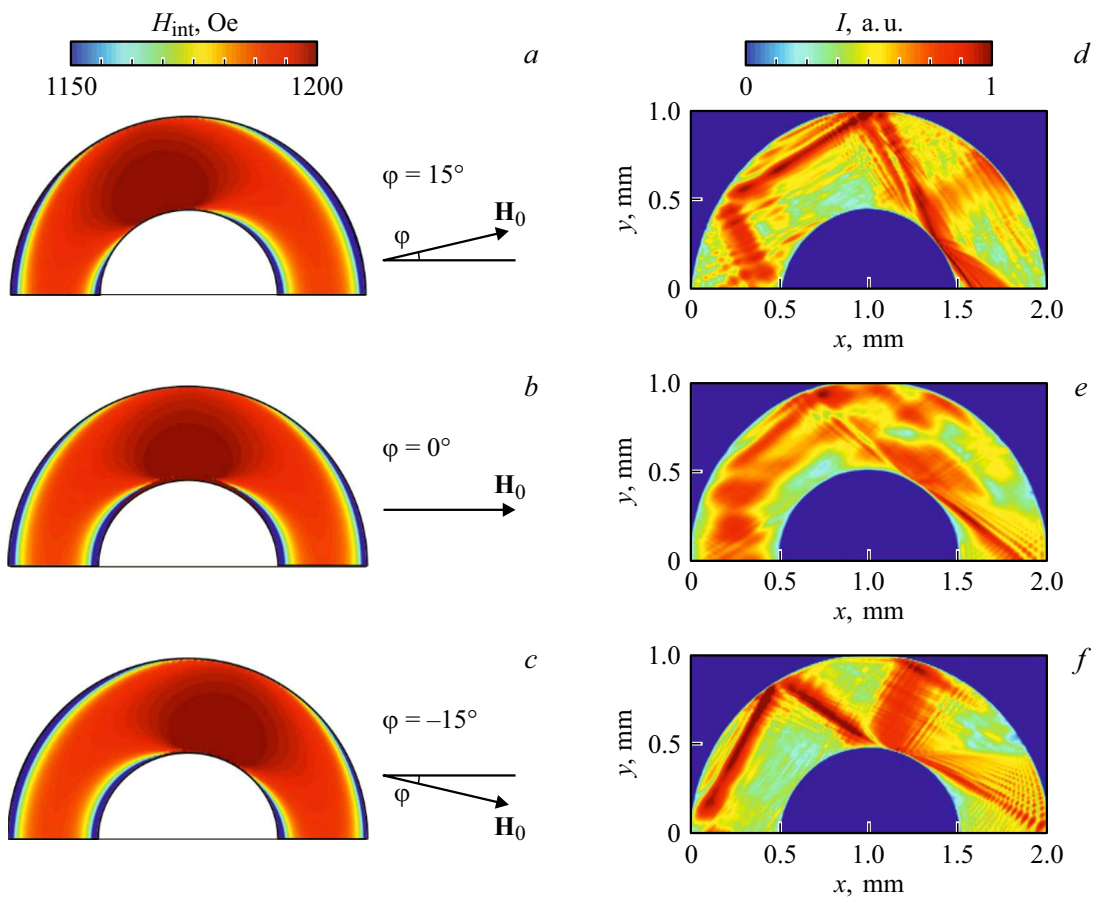 H_int, Oe
1150 1200
a
φ = 15°
H_0
φ
b
φ = 0°
H_0
c
φ = –15°
φ
H_0
I, a. u.
0 1
d
1.0
0.5
0
y, mm
0 0.5 1.0 1.5 2.0
x, mm
e
1.0
0.5
0
y, mm
0 0.5 1.0 1.5 2.0
x, mm
f
1.0
0.5
0
y, mm
0 0.5 1.0 1.5 2.0
x, mm